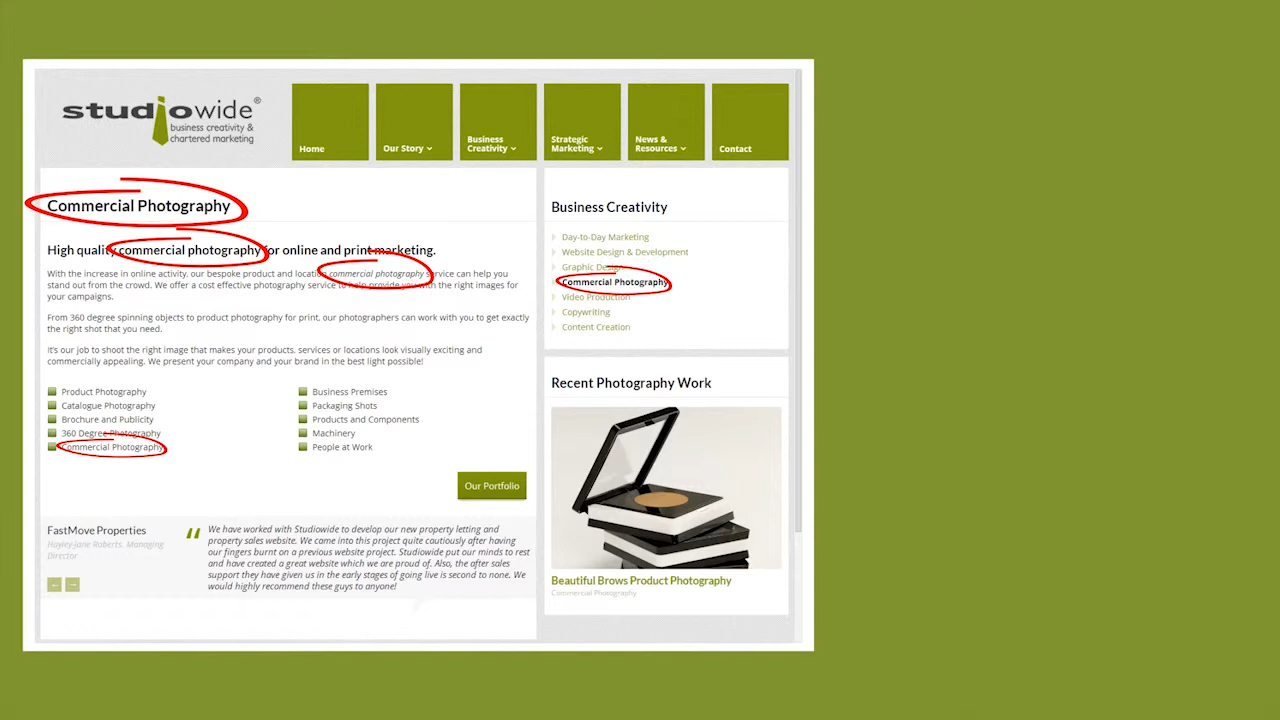 studiowide®
business creativity &
chartered marketing
Home
Our Story
Business
Creativity
Strategic
Marketing
News &
Resources
Contact
Commercial Photography
High quality commercial photography for online and print marketing.
With the increase in online activity, our bespoke product and location commercial photography service can help you
stand out from the crowd. We offer a cost effective photography service to help provide you with the right images for
your campaigns.
From 360 degree spinning objects to product photography for print, our photographers can work with you to get exactly
the right shot that you need.
It's our job to shoot the right image that makes your products, services or locations look visually exciting and
commercially appealing. We present your company and your brand in the best light possible!
Product Photography
Catalogue Photography
Brochure and Publicity
360 Degree Photography
Commercial Photography
Business Premises
Packaging Shots
Products and Components
Machinery
People at Work
Our Portfolio
FastMove Properties
Hayley-Jane Roberts. Managing
Director
We have worked with Studiowide to develop our new property letting and
property sales website. We came into this project quite cautiously after having
our fingers burnt on a previous website project. Studiowide put our minds to rest
and have created a great website which we are proud of. Also, the after sales
support they have given us in the early stages of going live is second to none. We
would highly recommend these guys to anyone!
Business Creativity
Day-to-Day Marketing
Website Design & Development
Graphic Design
Commercial Photography
Video Production
Copywriting
Content Creation
Recent Photography Work
Beautiful Brows Product Photography
Commercial Photography